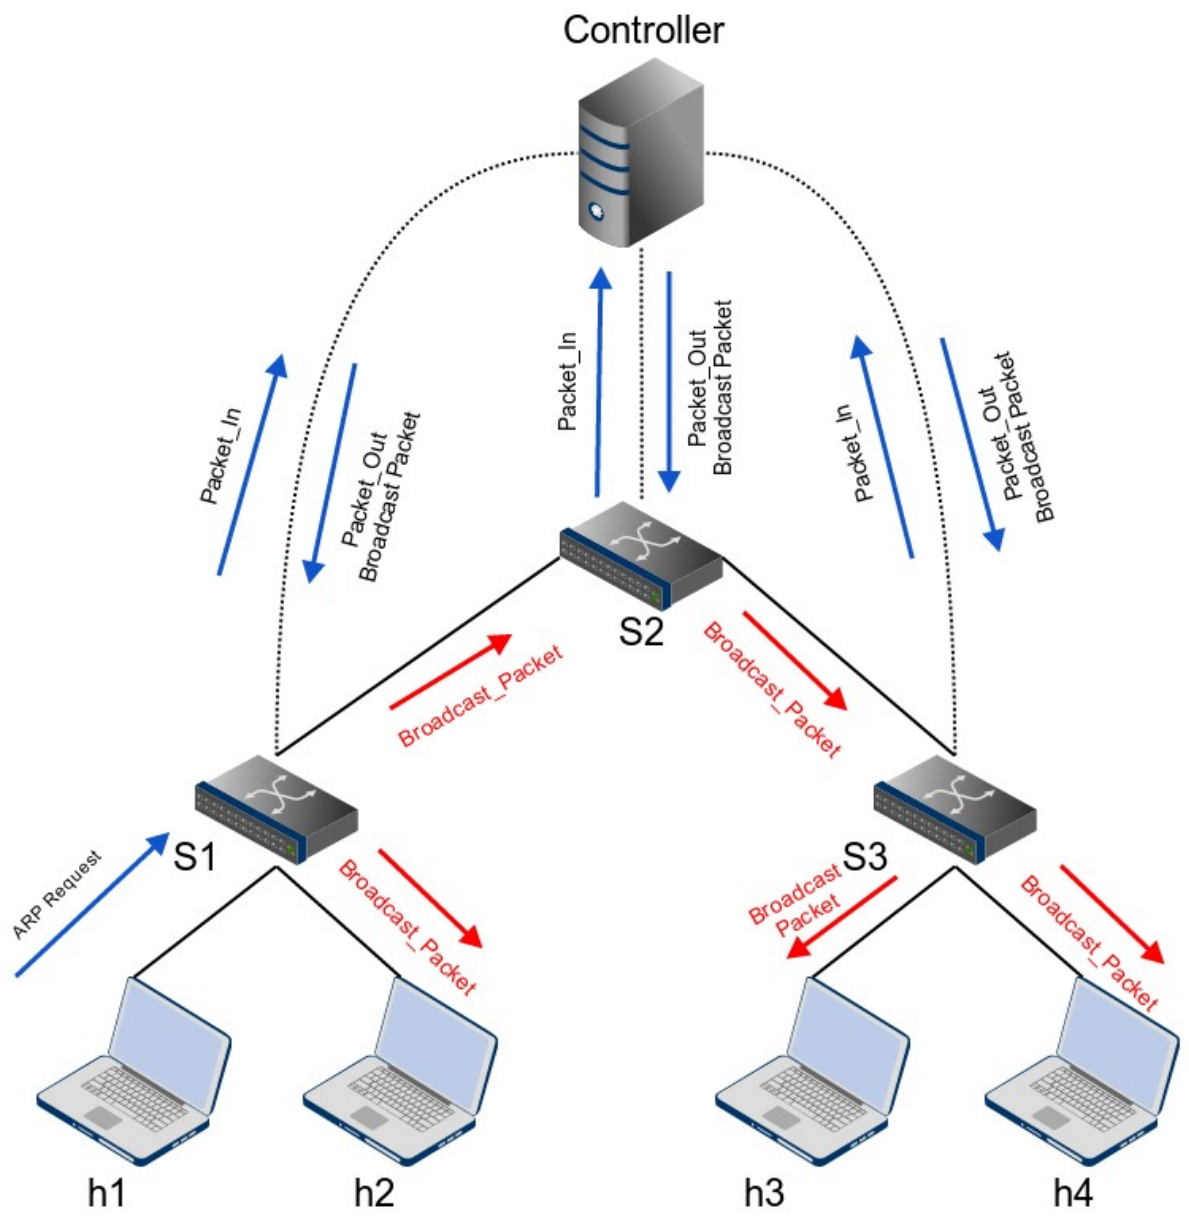 Controller
Packet_In
Packet_Out
Broadcast Packet
Packet_In
Packet_Out
Broadcast Packet
Packet_In
Packet_Out
Broadcast Packet
S2
Broadcast_Packet
Broadcast_Packet
S1
S3
ARP Request
Broadcast_Packet
Broadcast
Packet
Broadcast_Packet
h1
h2
h3
h4